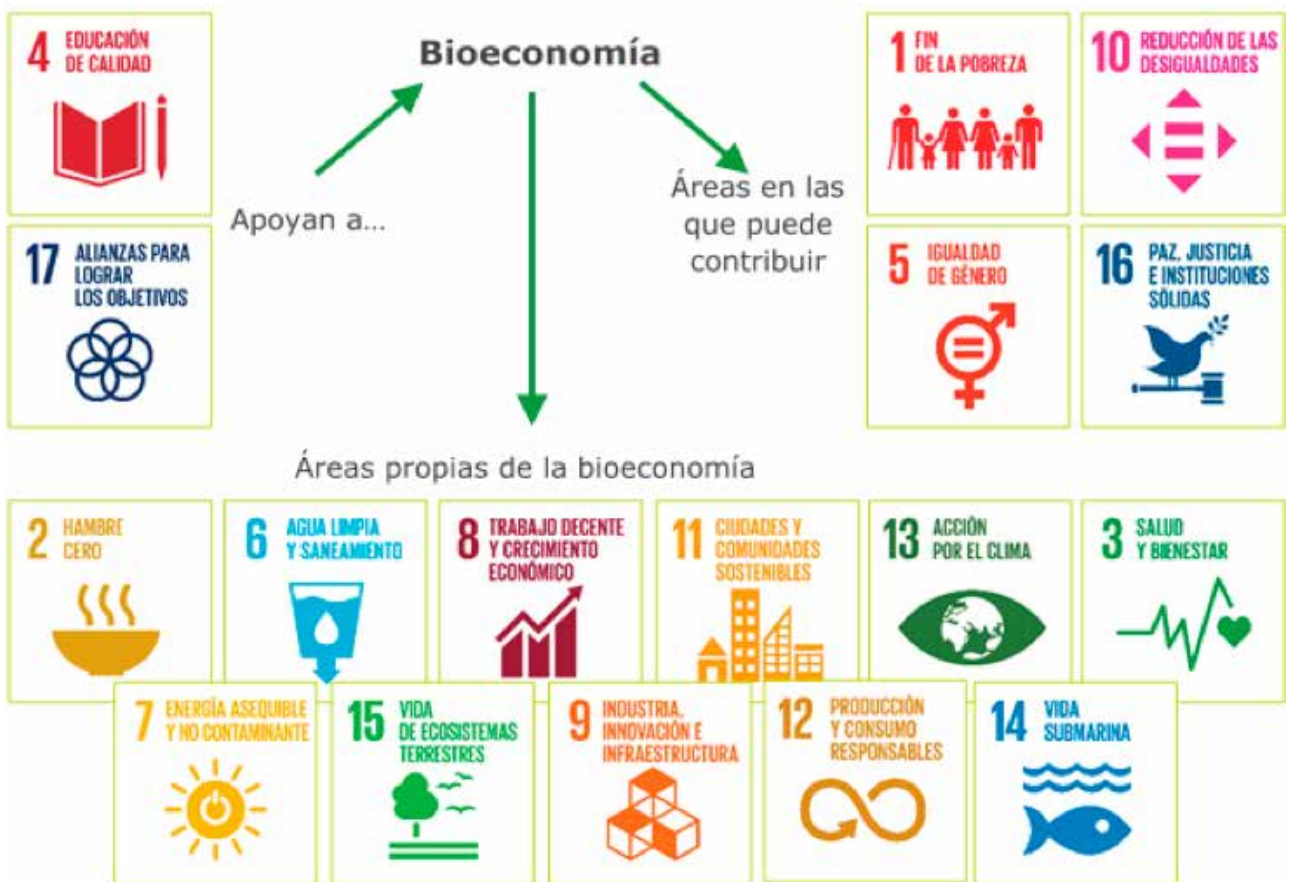 4 EDUCACIÓN
DE CALIDAD
17 ALIANZAS PARA
LOGRAR
LOS OBJETIVOS
Bioeconomía
Apoyan a...
Áreas en las
que puede
contribuir
1 FIN
DE LA POBREZA
10 REDUCCIÓN DE LAS
DESIGUALDADES
5 IGUALDAD
DE GÉNERO
16 PAZ, JUSTICIA
E INSTITUCIONES
SÓLIDAS
Áreas propias de la bioeconomía
2 HAMBRE
CERO
6 AGUA LIMPIA
Y SANEAMIENTO
8 TRABAJO DECENTE
Y CRECIMIENTO
ECONÓMICO
11 CIUDADES Y
COMUNIDADES
SOSTENIBLES
13 ACCIÓN
POR EL CLIMA
3 SALUD
Y BIENESTAR
7 ENERGÍA ASEQUIBLE
Y NO CONTAMINANTE
15 VIDA
DE ECOSISTEMAS
TERRESTRES
9 INDUSTRIA,
INNOVACIÓN E
INFRAESTRUCTURA
12 PRODUCCIÓN
Y CONSUMO
RESPONSABLES
14 VIDA
SUBMARINA